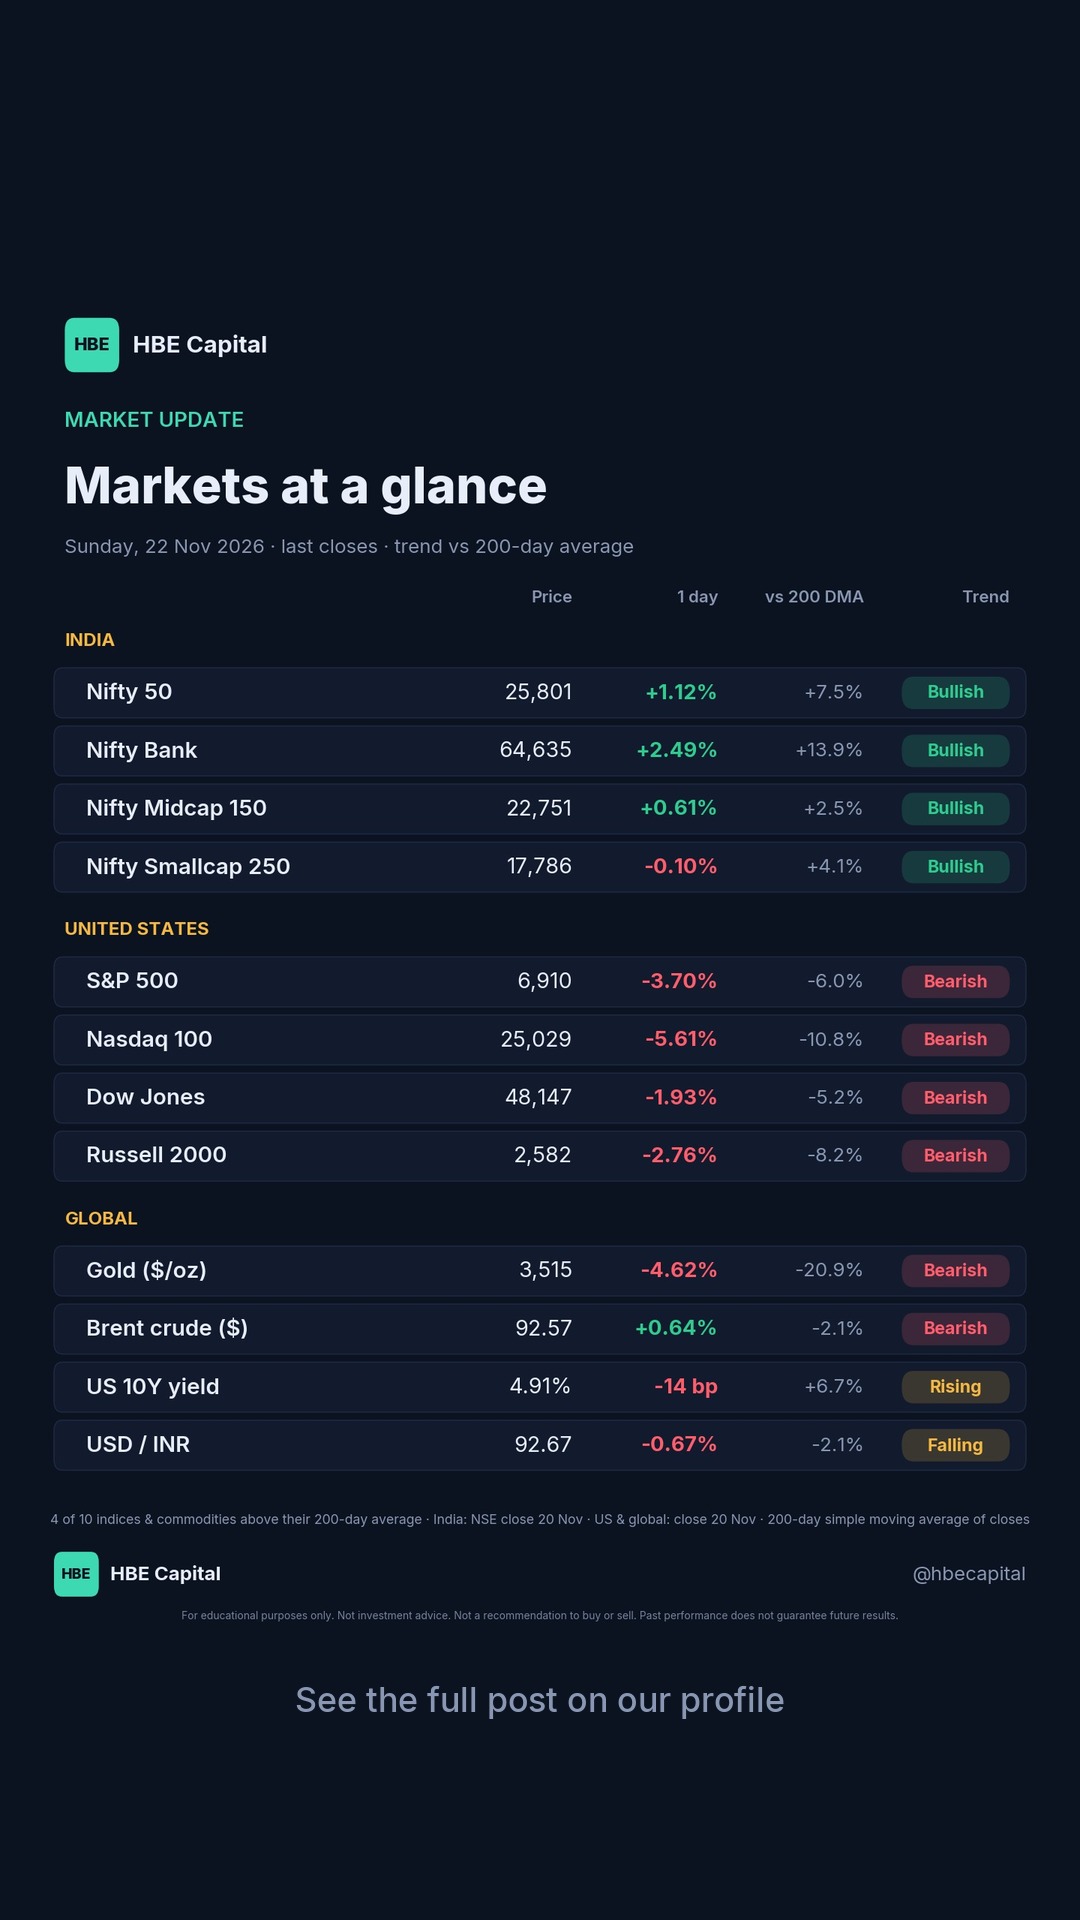 HBE HBE Capital
MARKET UPDATE
Markets at a glance
Sunday, 22 Nov 2026 · last closes · trend vs 200-day average
Price 1 day vs 200 DMA Trend
INDIA
Nifty 50 25,801 +1.12% +7.5% Bullish
Nifty Bank 64,635 +2.49% +13.9% Bullish
Nifty Midcap 150 22,751 +0.61% +2.5% Bullish
Nifty Smallcap 250 17,786 -0.10% +4.1% Bullish
UNITED STATES
S&P 500 6,910 -3.70% -6.0% Bearish
Nasdaq 100 25,029 -5.61% -10.8% Bearish
Dow Jones 48,147 -1.93% -5.2% Bearish
Russell 2000 2,582 -2.76% -8.2% Bearish
GLOBAL
Gold ($/oz) 3,515 -4.62% -20.9% Bearish
Brent crude ($) 92.57 +0.64% -2.1% Bearish
US 10Y yield 4.91% -14 bp +6.7% Rising
USD / INR 92.67 -0.67% -2.1% Falling
4 of 10 indices & commodities above their 200-day average · India: NSE close 20 Nov · US & global: close 20 Nov · 200-day simple moving average of closes
HBE HBE Capital @hbecapital
For educational purposes only. Not investment advice. Not a recommendation to buy or sell. Past performance does not guarantee future results.
See the full post on our profile